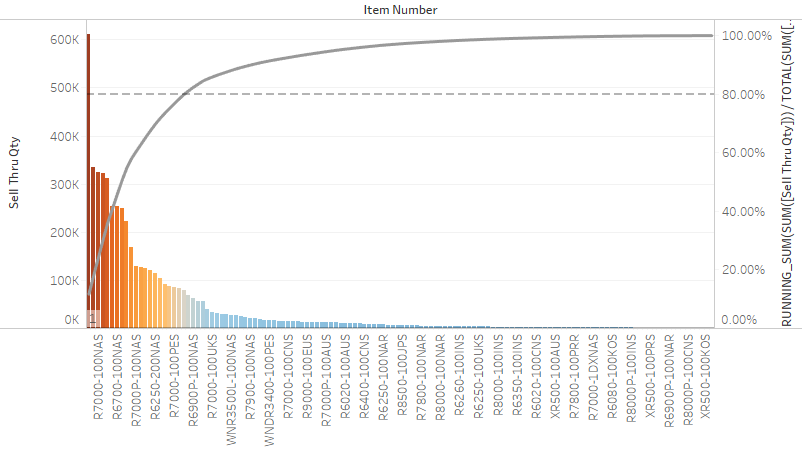 Item Number
Sell Thru Qty
600K
500K
400K
300K
200K
100K
0K
1
100.00%
80.00%
60.00%
40.00%
20.00%
0.00%
RUNNING_SUM(SUM([Sell Thru Qty])) / TOTAL(SUM([..
R7000-100NAS
R6700-100NAS
R7000P-100NAS
R6250-200NAS
R7000-100PES
R6900P-100NAS
R7000-100UKS
WNR3500L-100NAS
R7900-100NAS
WNDR3400-100PES
R7000-100CNS
R9000-100EUS
R7000P-100AUS
R6020-100AUS
R6400-100CNS
R6250-100NAR
R8500-100JPS
R7800-100NAR
R8000-100NAR
R6260-100INS
R6250-100UKS
R8000-100INS
R6350-100INS
R6020-100CNS
XR500-100AUS
R7800-100PRR
R7000-1DXNAS
R6080-100KOS
R8000P-100INS
XR500-100PRS
R6900P-100NAR
R8000P-100CNS
XR500-100KOS